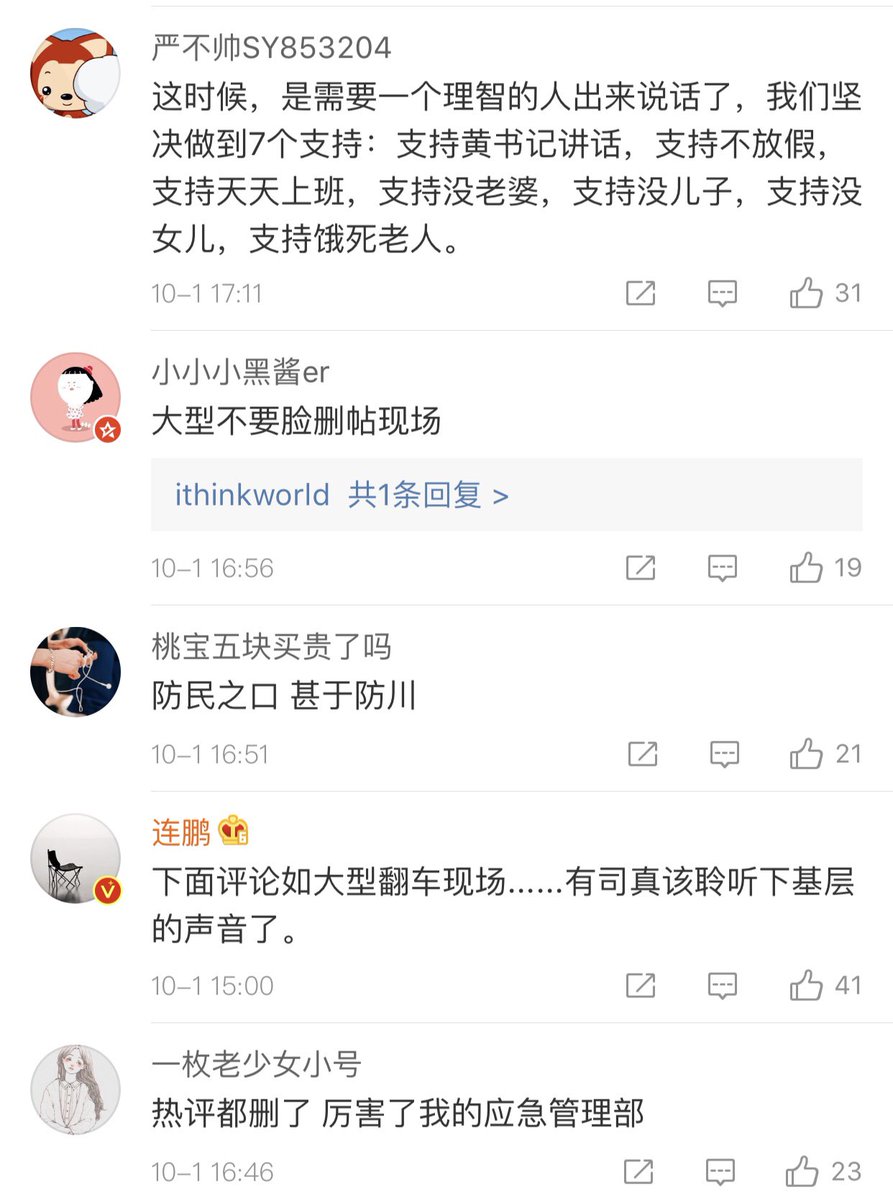 严不帅SY853204
这时候，是需要一个理智的人出来说话了，我们坚
决做到7个支持：支持黄书记讲话，支持不放假，
支持天天上班，支持没老婆，支持没儿子，支持没
女儿，支持饿死老人。
10-1 17:11
31
小小小黑酱er
大型不要脸删帖现场
ithinkworld 共1条回复 >
10-1 16:56
19
桃宝五块买贵了吗
防民之口 甚于防川
10-1 16:51
21
连鹏
下面评论如大型翻车现场……有司真该聆听下基层
的声音了。
10-1 15:00
41
一枚老少女小号
热评都删了 厉害了我的应急管理部
10-1 16:46
23